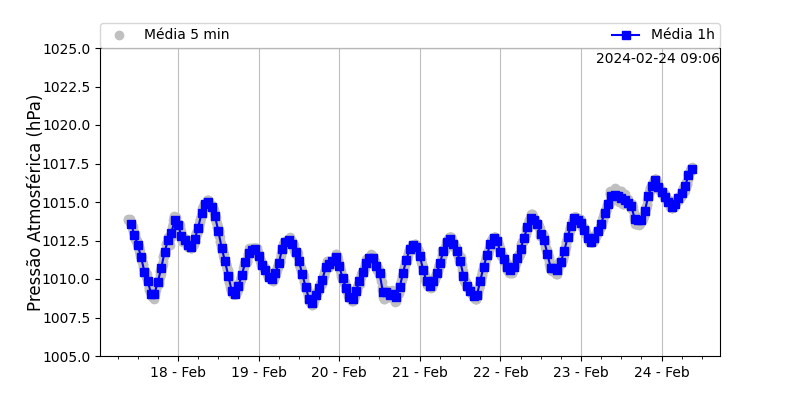 Média 5 min
Média 1h
2024-02-24 09:06
Pressão Atmosférica (hPa)
1025.0
1022.5
1020.0
1017.5
1015.0
1012.5
1010.0
1007.5
1005.0
18 - Feb
19 - Feb
20 - Feb
21 - Feb
22 - Feb
23 - Feb
24 - Feb